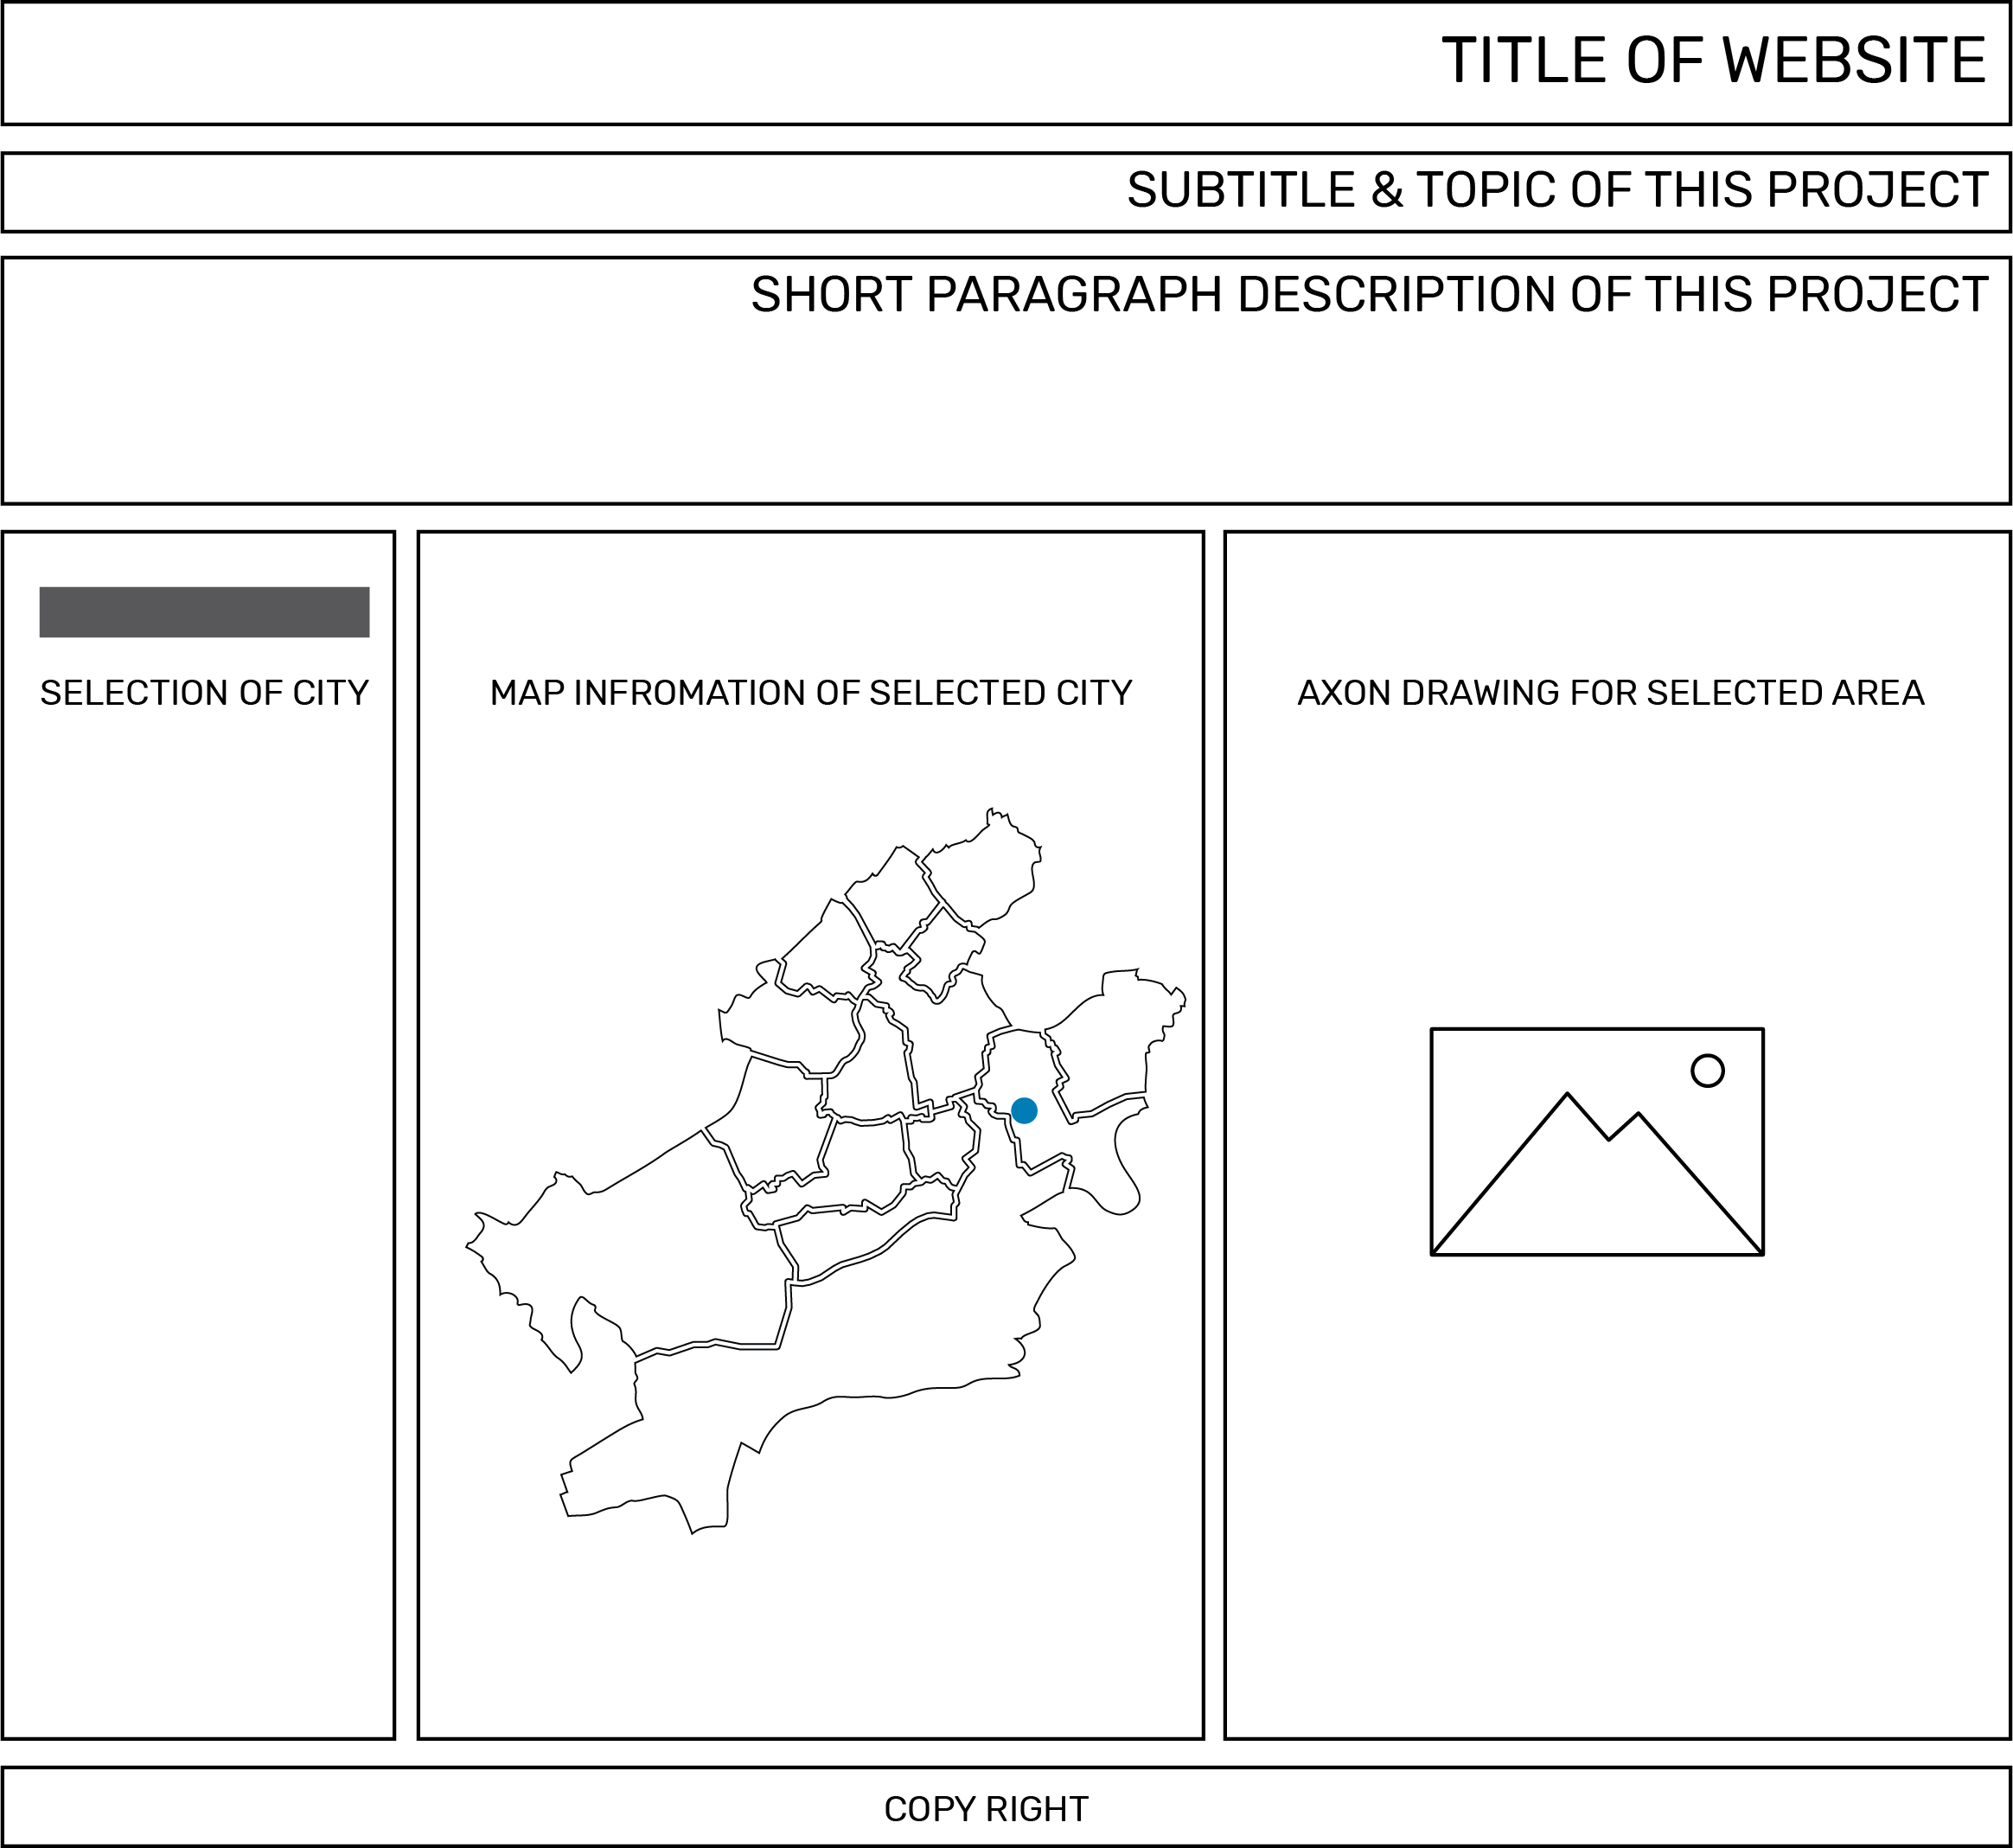 TITLE OF WEBSITE
SUBTITLE & TOPIC OF THIS PROJECT
SHORT PARAGRAPH DESCRIPTION OF THIS PROJECT
SELECTION OF CITY
MAP INFROMATION OF SELECTED CITY
AXON DRAWING FOR SELECTED AREA
COPY RIGHT